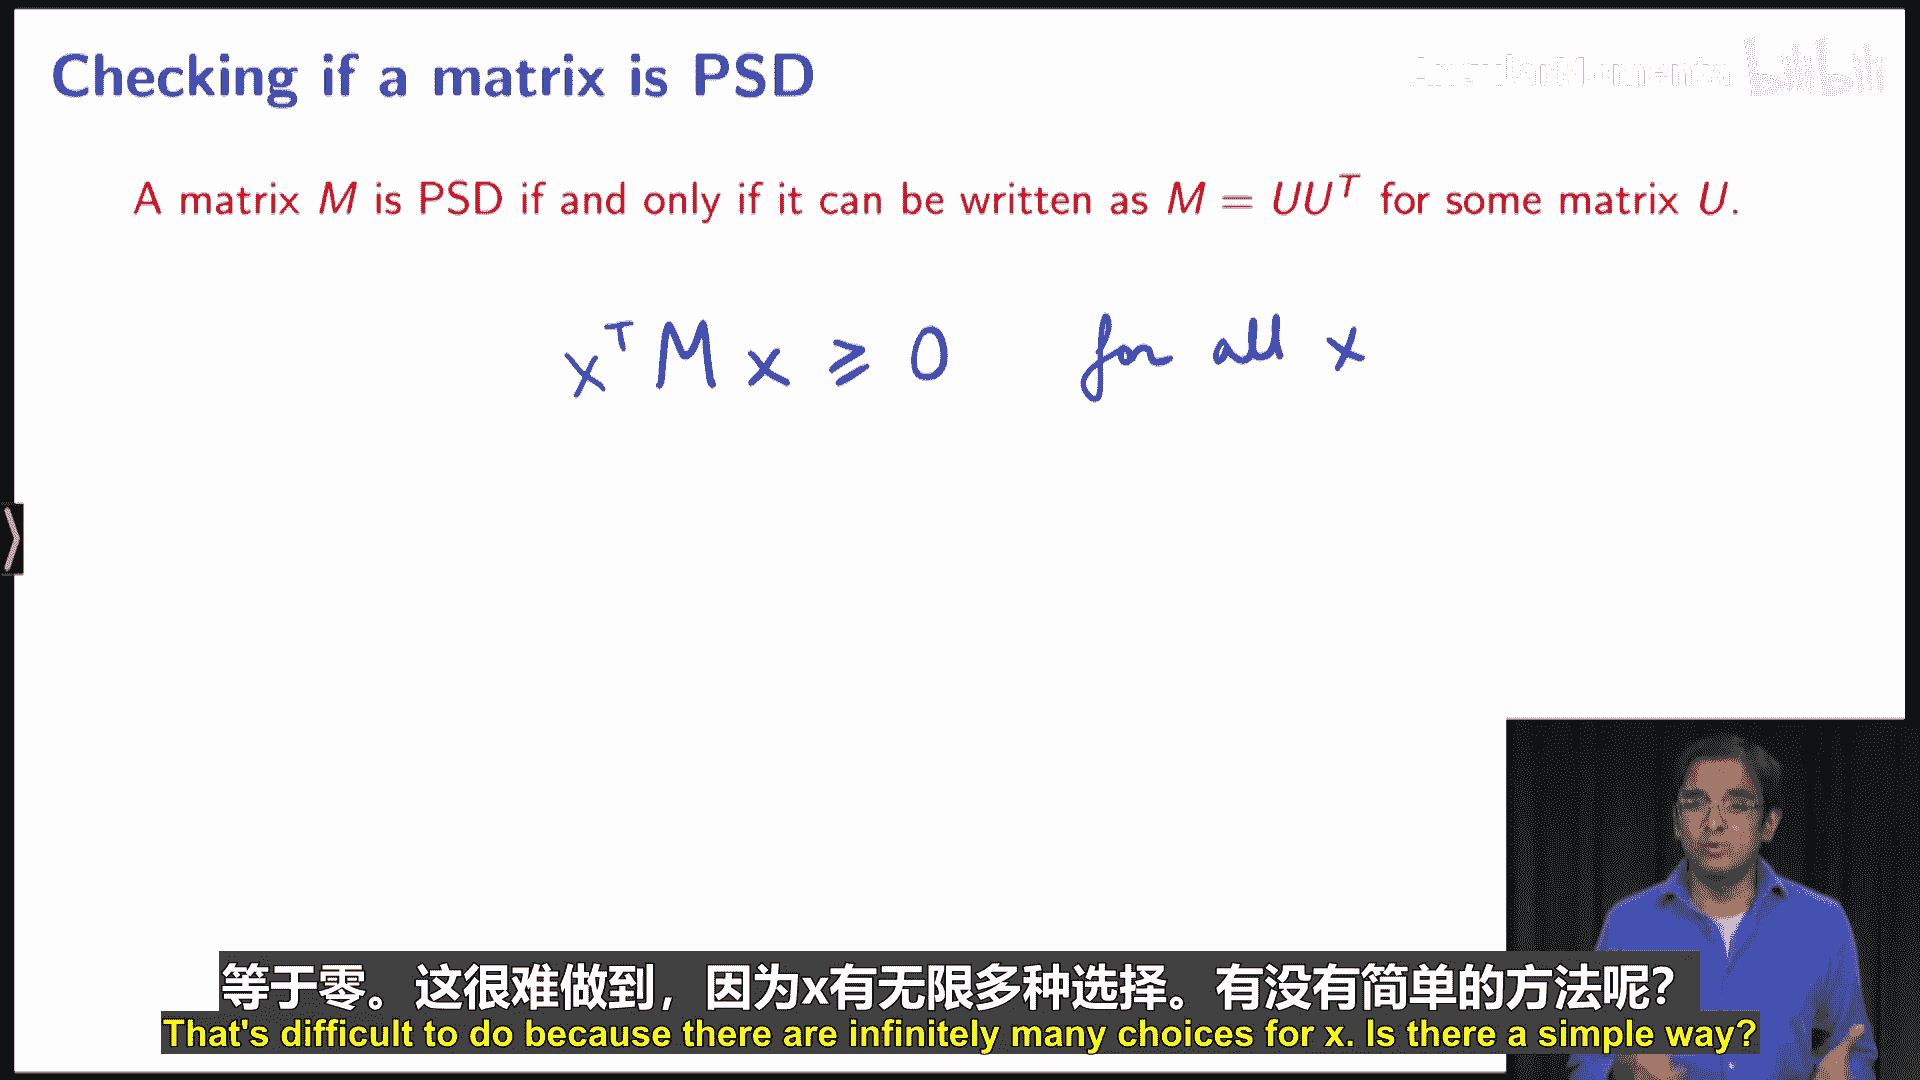 Checking if a matrix is PSD
bilibili
A matrix M is PSD if and only if it can be written as M = UUᵀ for some matrix U.
xᵀ M x ⩾ 0 for all x
等于零。这很难做到，因为x有无限多种选择。有没有简单的方法呢？
That's difficult to do because there are infinitely many choices for x. Is there a simple way?